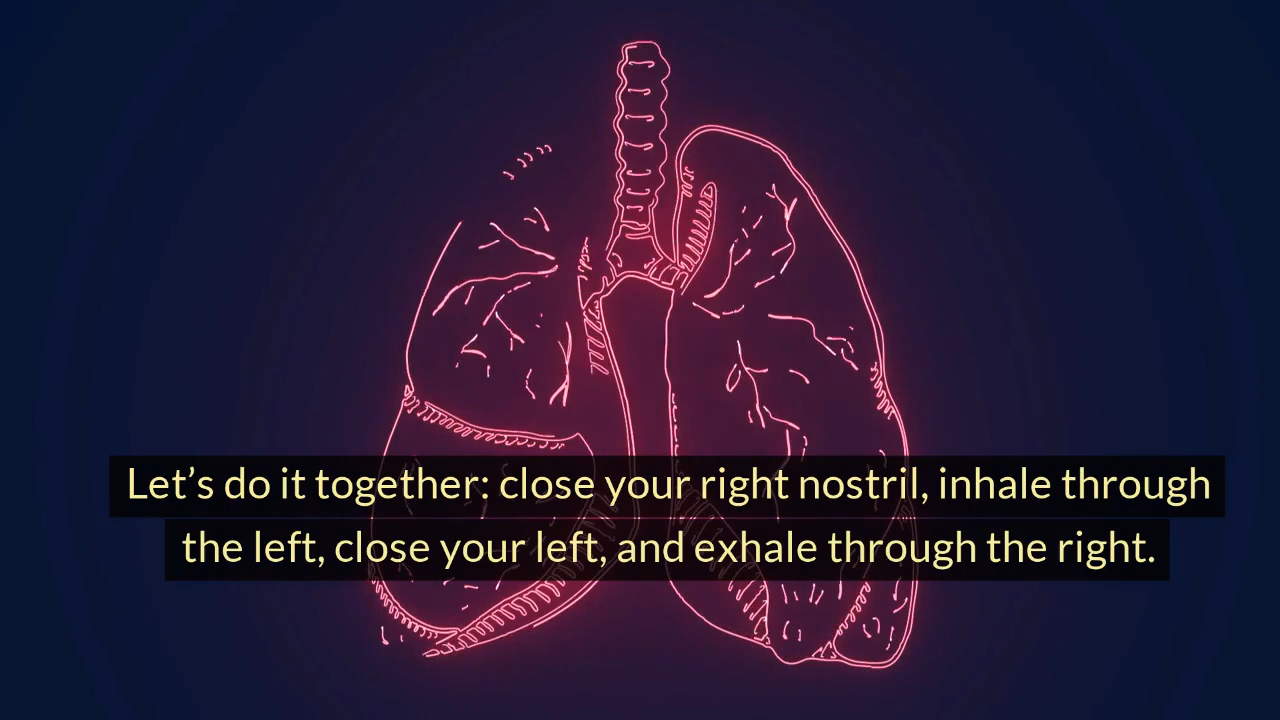 Let’s do it together: close your right nostril, inhale through
the left, close your left, and exhale through the right.